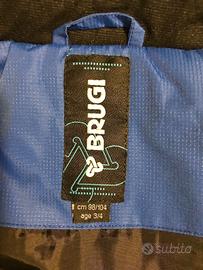 BRUGI
cm 98/104
age 3/4
subito